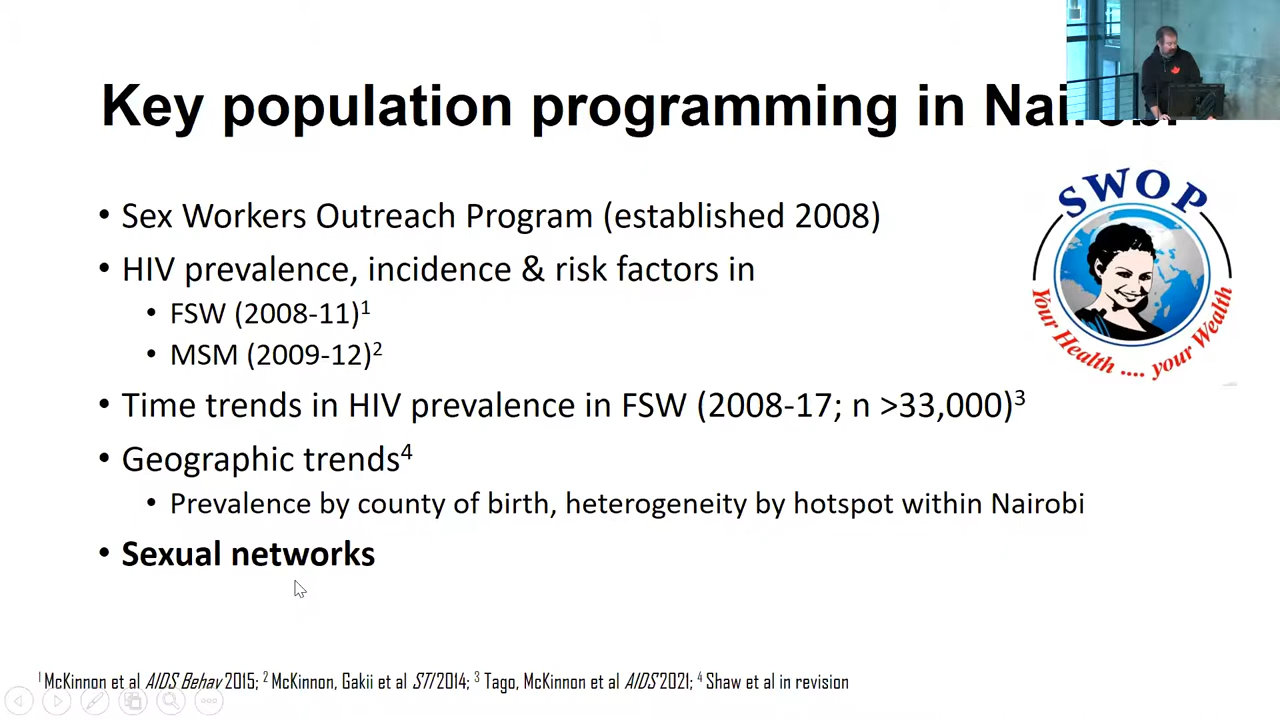 Key population programming in Nairobi
• Sex Workers Outreach Program (established 2008)
• HIV prevalence, incidence & risk factors in
• FSW (2008-11)1
• MSM (2009-12)2
• Time trends in HIV prevalence in FSW (2008-17; n >33,000)3
• Geographic trends4
• Prevalence by county of birth, heterogeneity by hotspot within Nairobi
• Sexual networks
SWOP
Your Health .... your Wealth
1 McKinnon et al AIDS Behav 2015; 2 McKinnon, Gakii et al STI 2014; 3 Tago, McKinnon et al AIDS 2021; 4 Shaw et al in revision